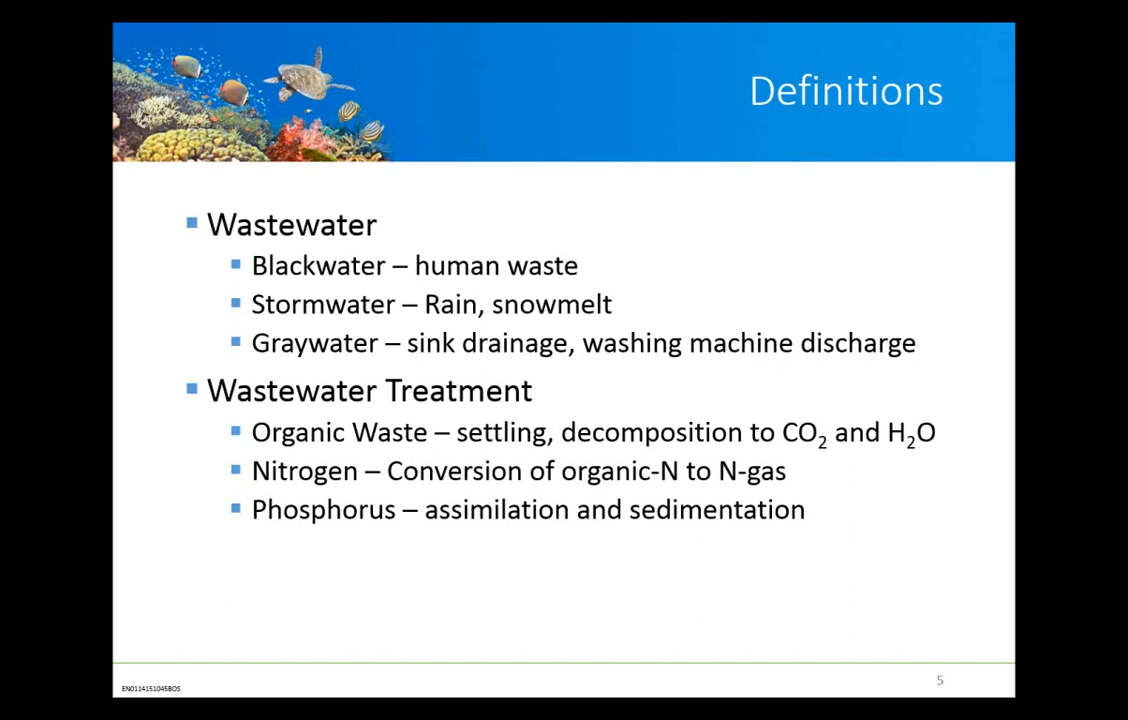 Definitions
Wastewater
Blackwater – human waste
Stormwater – Rain, snowmelt
Graywater – sink drainage, washing machine discharge
Wastewater Treatment
Organic Waste – settling, decomposition to CO₂ and H₂O
Nitrogen – Conversion of organic-N to N-gas
Phosphorus – assimilation and sedimentation
EN0114151045BOS
5